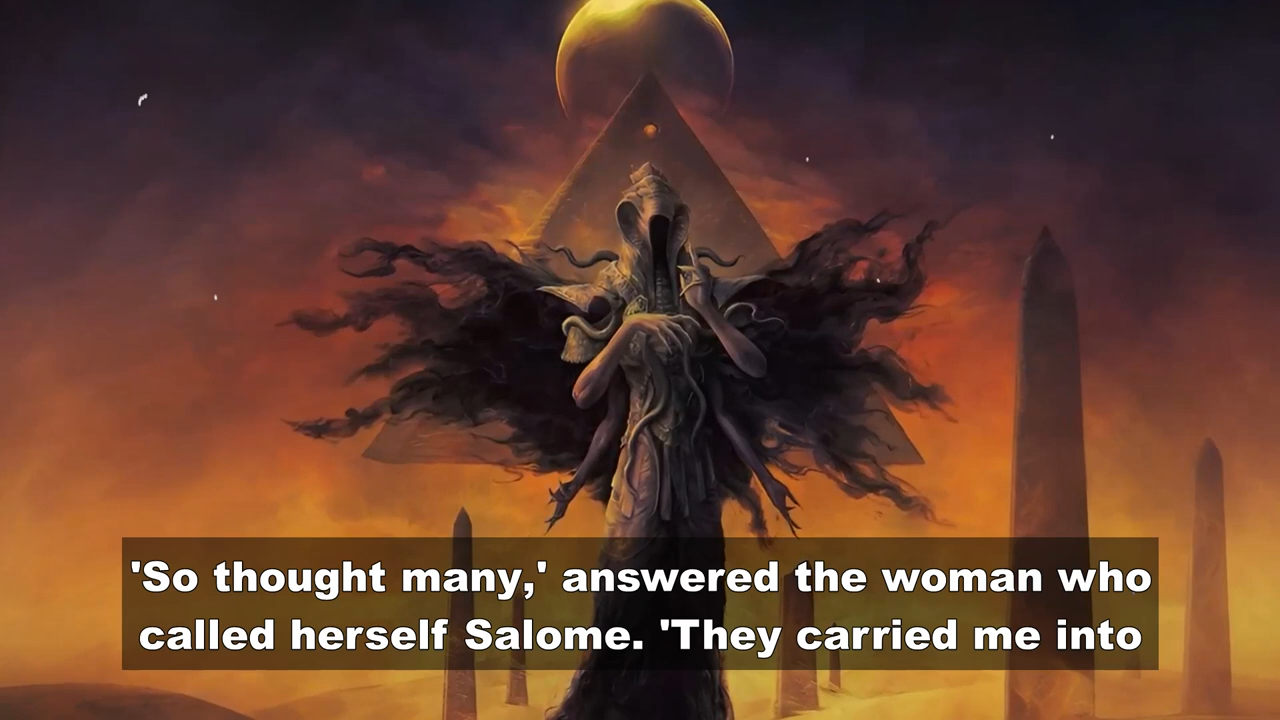 'So thought many,' answered the woman who
called herself Salome. 'They carried me into